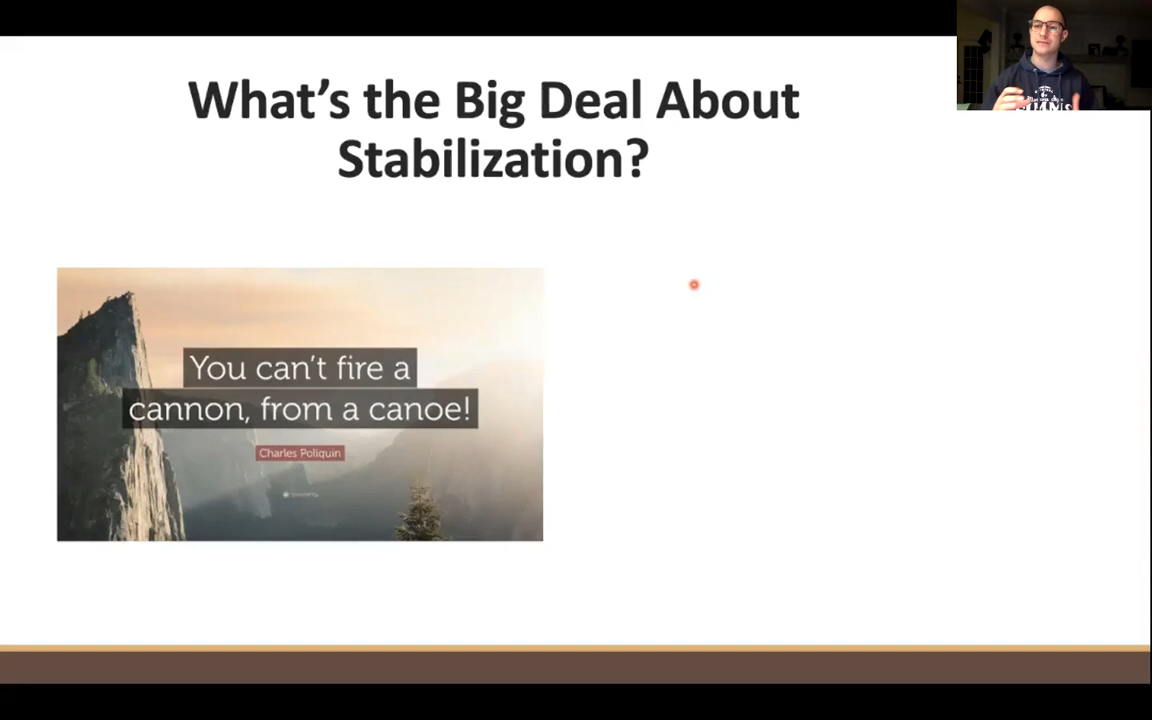 What's the Big Deal About
Stabilization?
You can't fire a
cannon, from a canoe!
Charles Poliquin